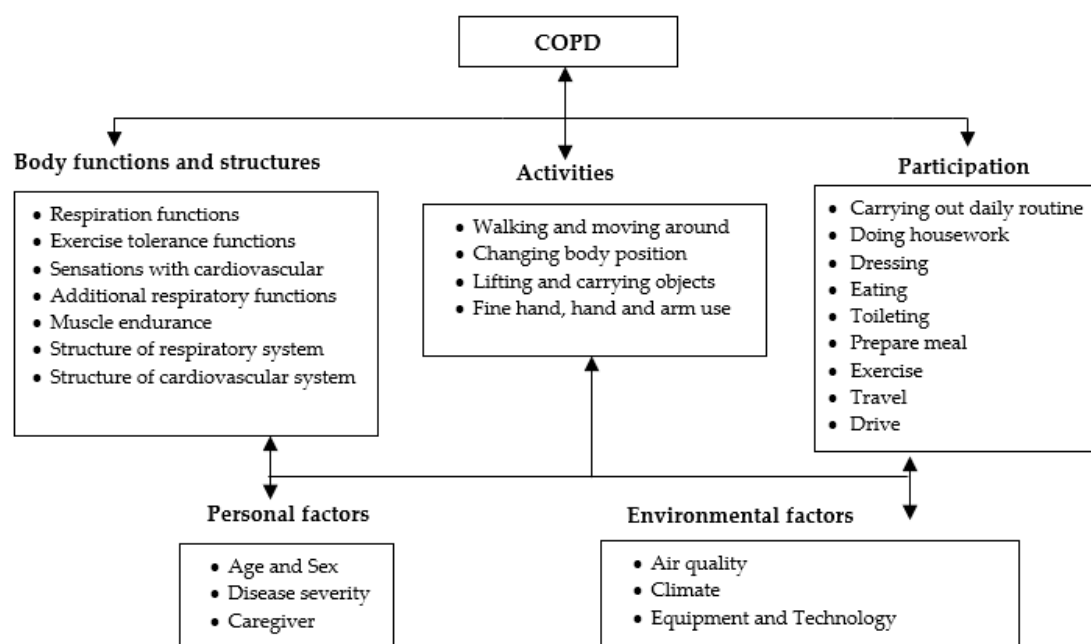 COPD
Body functions and structures
• Respiration functions
• Exercise tolerance functions
• Sensations with cardiovascular
• Additional respiratory functions
• Muscle endurance
• Structure of respiratory system
• Structure of cardiovascular system
Activities
• Walking and moving around
• Changing body position
• Lifting and carrying objects
• Fine hand, hand and arm use
Participation
• Carrying out daily routine
• Doing housework
• Dressing
• Eating
• Toileting
• Prepare meal
• Exercise
• Travel
• Drive
Personal factors
• Age and Sex
• Disease severity
• Caregiver
Environmental factors
• Air quality
• Climate
• Equipment and Technology